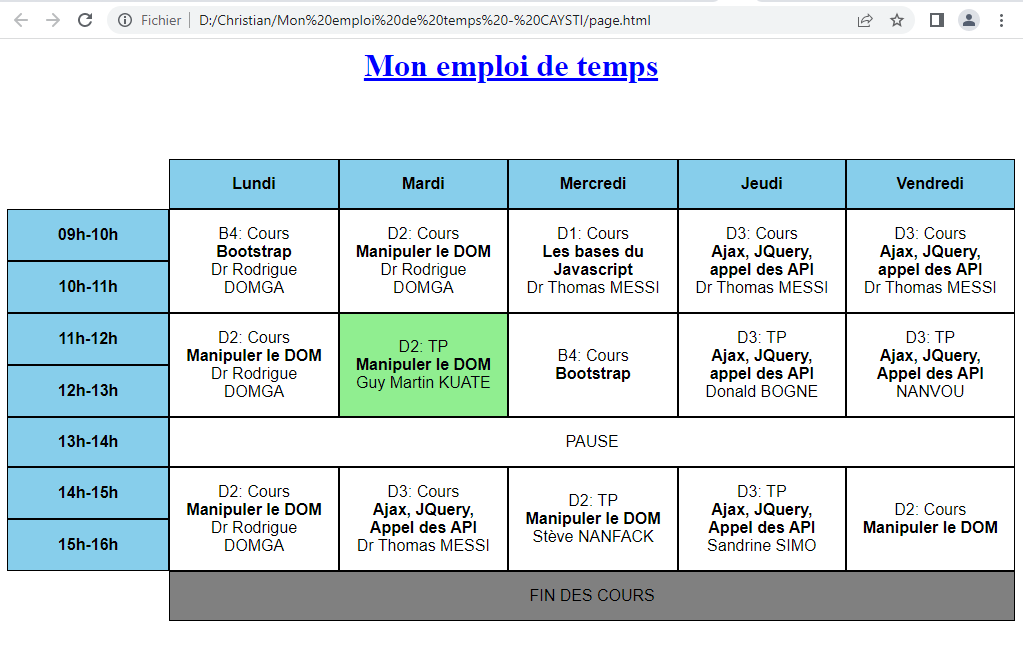 Fichier D:/Christian/Mon%20emploi%20de%20temps%20-%20CAYSTI/page.html
Mon emploi de temps
Lundi Mardi Mercredi Jeudi Vendredi
09h-10h
10h-11h
B4: Cours
Bootstrap
Dr Rodrigue
DOMGA
D2: Cours
Manipuler le DOM
Dr Rodrigue
DOMGA
D1: Cours
Les bases du
Javascript
Dr Thomas MESSI
D3: Cours
Ajax, JQuery,
appel des API
Dr Thomas MESSI
D3: Cours
Ajax, JQuery,
appel des API
Dr Thomas MESSI
11h-12h
12h-13h
D2: Cours
Manipuler le DOM
Dr Rodrigue
DOMGA
D2: TP
Manipuler le DOM
Guy Martin KUATE
B4: Cours
Bootstrap
D3: TP
Ajax, JQuery,
appel des API
Donald BOGNE
D3: TP
Ajax, JQuery,
Appel des API
NANVOU
13h-14h
PAUSE
14h-15h
15h-16h
D2: Cours
Manipuler le DOM
Dr Rodrigue
DOMGA
D3: Cours
Ajax, JQuery,
Appel des API
Dr Thomas MESSI
D2: TP
Manipuler le DOM
Stève NANFACK
D3: TP
Ajax, JQuery,
Appel des API
Sandrine SIMO
D2: Cours
Manipuler le DOM
FIN DES COURS